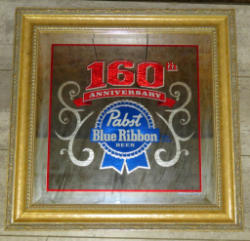 160th
ANNIVERSARY
Pabst
Blue Ribbon
BEER